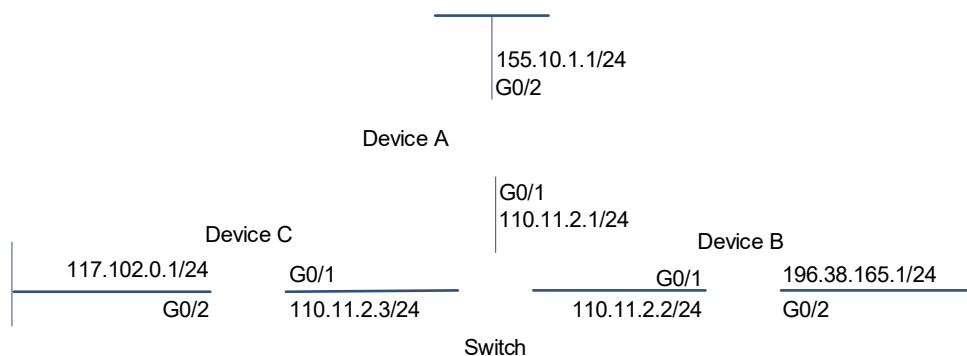 155.10.1.1/24
G0/2
Device A
G0/1
110.11.2.1/24
Device C
Device B
117.102.0.1/24
G0/1
G0/1
196.38.165.1/24
G0/2
110.11.2.3/24
110.11.2.2/24
G0/2
Switch